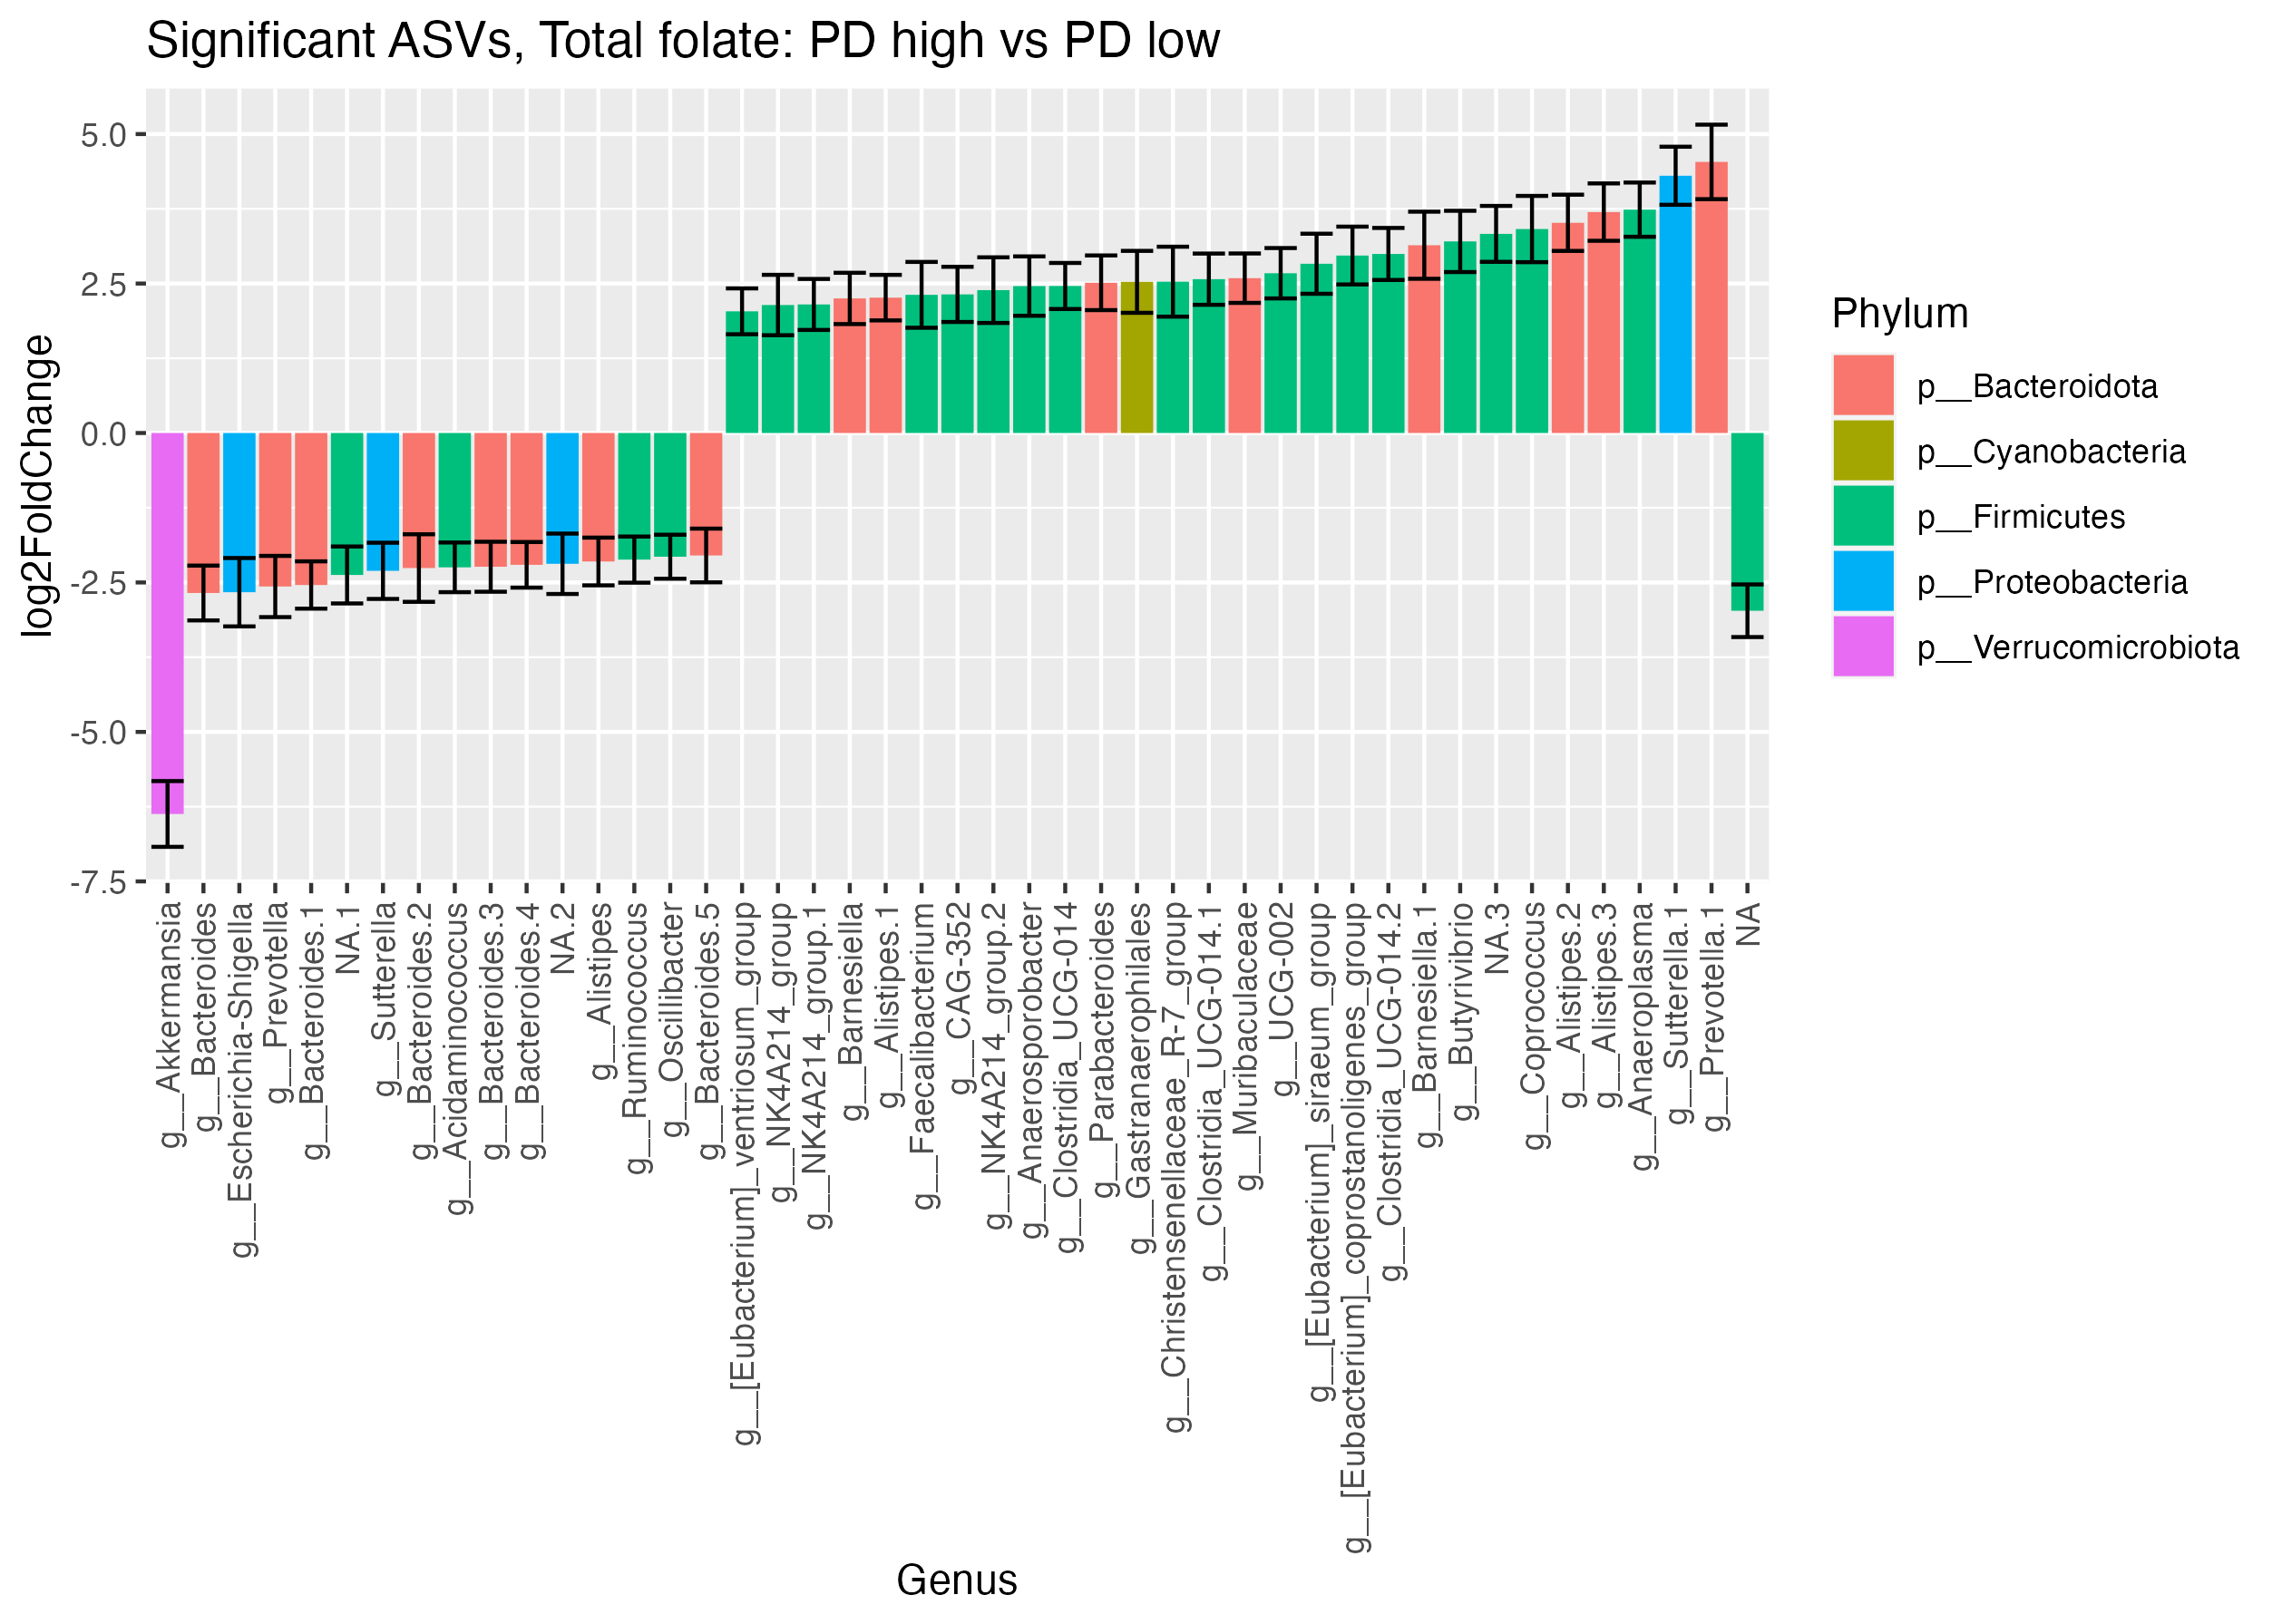 Significant ASVs, Total folate: PD high vs PD low
log2FoldChange
5.0
2.5
0.0
-2.5
-5.0
-7.5
g__Akkermansia
g__Bacteroides
g__Escherichia-Shigella
g__Prevotella
g__Bacteroides.1
NA.1
g__Sutterella
g__Bacteroides.2
g__Acidaminococcus
g__Bacteroides.3
g__Bacteroides.4
NA.2
g__Alistipes
g__Ruminococcus
g__Oscillibacter
g__Bacteroides.5
g__[Eubacterium]_ventriosum_group
g__NK4A214_group
g__NK4A214_group.1
g__Barnesiella
g__Alistipes.1
g__Faecalibacterium
g__CAG-352
g__NK4A214_group.2
g__Anaerosporobacter
g__Clostridia_UCG-014
g__Parabacteroides
g__Gastranaerophilales
g__Christensenellaceae_R-7_group
g__Clostridia_UCG-014.1
g__Muribaculaceae
g__UCG-002
g__[Eubacterium]_siraeum_group
g__[Eubacterium]_coprostanoligenes_group
g__Clostridia_UCG-014.2
g__Barnesiella.1
g__Butyrivibrio
NA.3
g__Coprococcus
g__Alistipes.2
g__Alistipes.3
g__Anaeroplasma
g__Sutterella.1
g__Prevotella.1
NA
Genus
Phylum
p__Bacteroidota
p__Cyanobacteria
p__Firmicutes
p__Proteobacteria
p__Verrucomicrobiota